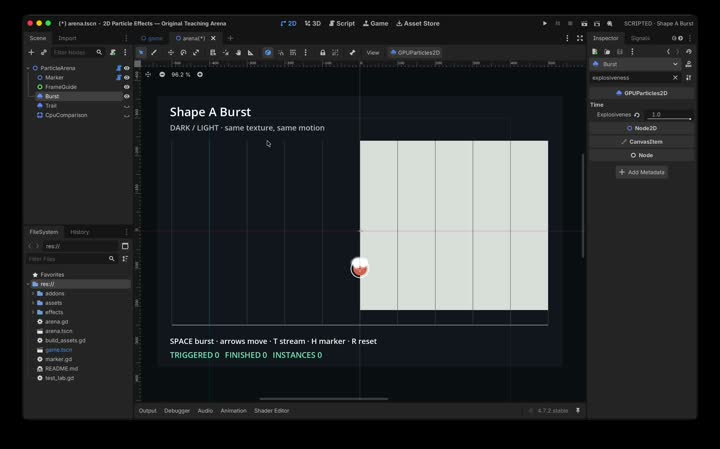 (*) arena.tscn - 2D Particle Effects — Original Teaching Arena
2D 3D Script Game Asset Store
SCRIPTED · Shape A Burst
Scene Import
game arena(*)
Inspector Signals
Filter Nodes
View GPUParticles2D
ParticleArena
Marker
FrameGuide
Burst
Trail
CpuComparison
96.2 %
Shape A Burst
DARK / LIGHT · same texture, same motion
SPACE burst · arrows move · T stream · H marker · R reset
TRIGGERED 0 FINISHED 0 INSTANCES 0
Burst
explosiveness
GPUParticles2D
Time
Explosiveness 1.0
Node2D
CanvasItem
Node
Add Metadata
FileSystem History
res://
Filter Files
Favorites
res://
addons
assets
effects
arena.gd
arena.tscn
build_assets.gd
game.tscn
marker.gd
README.md
test_lab.gd
Output Debugger Audio Animation Shader Editor
4.7.2.stable